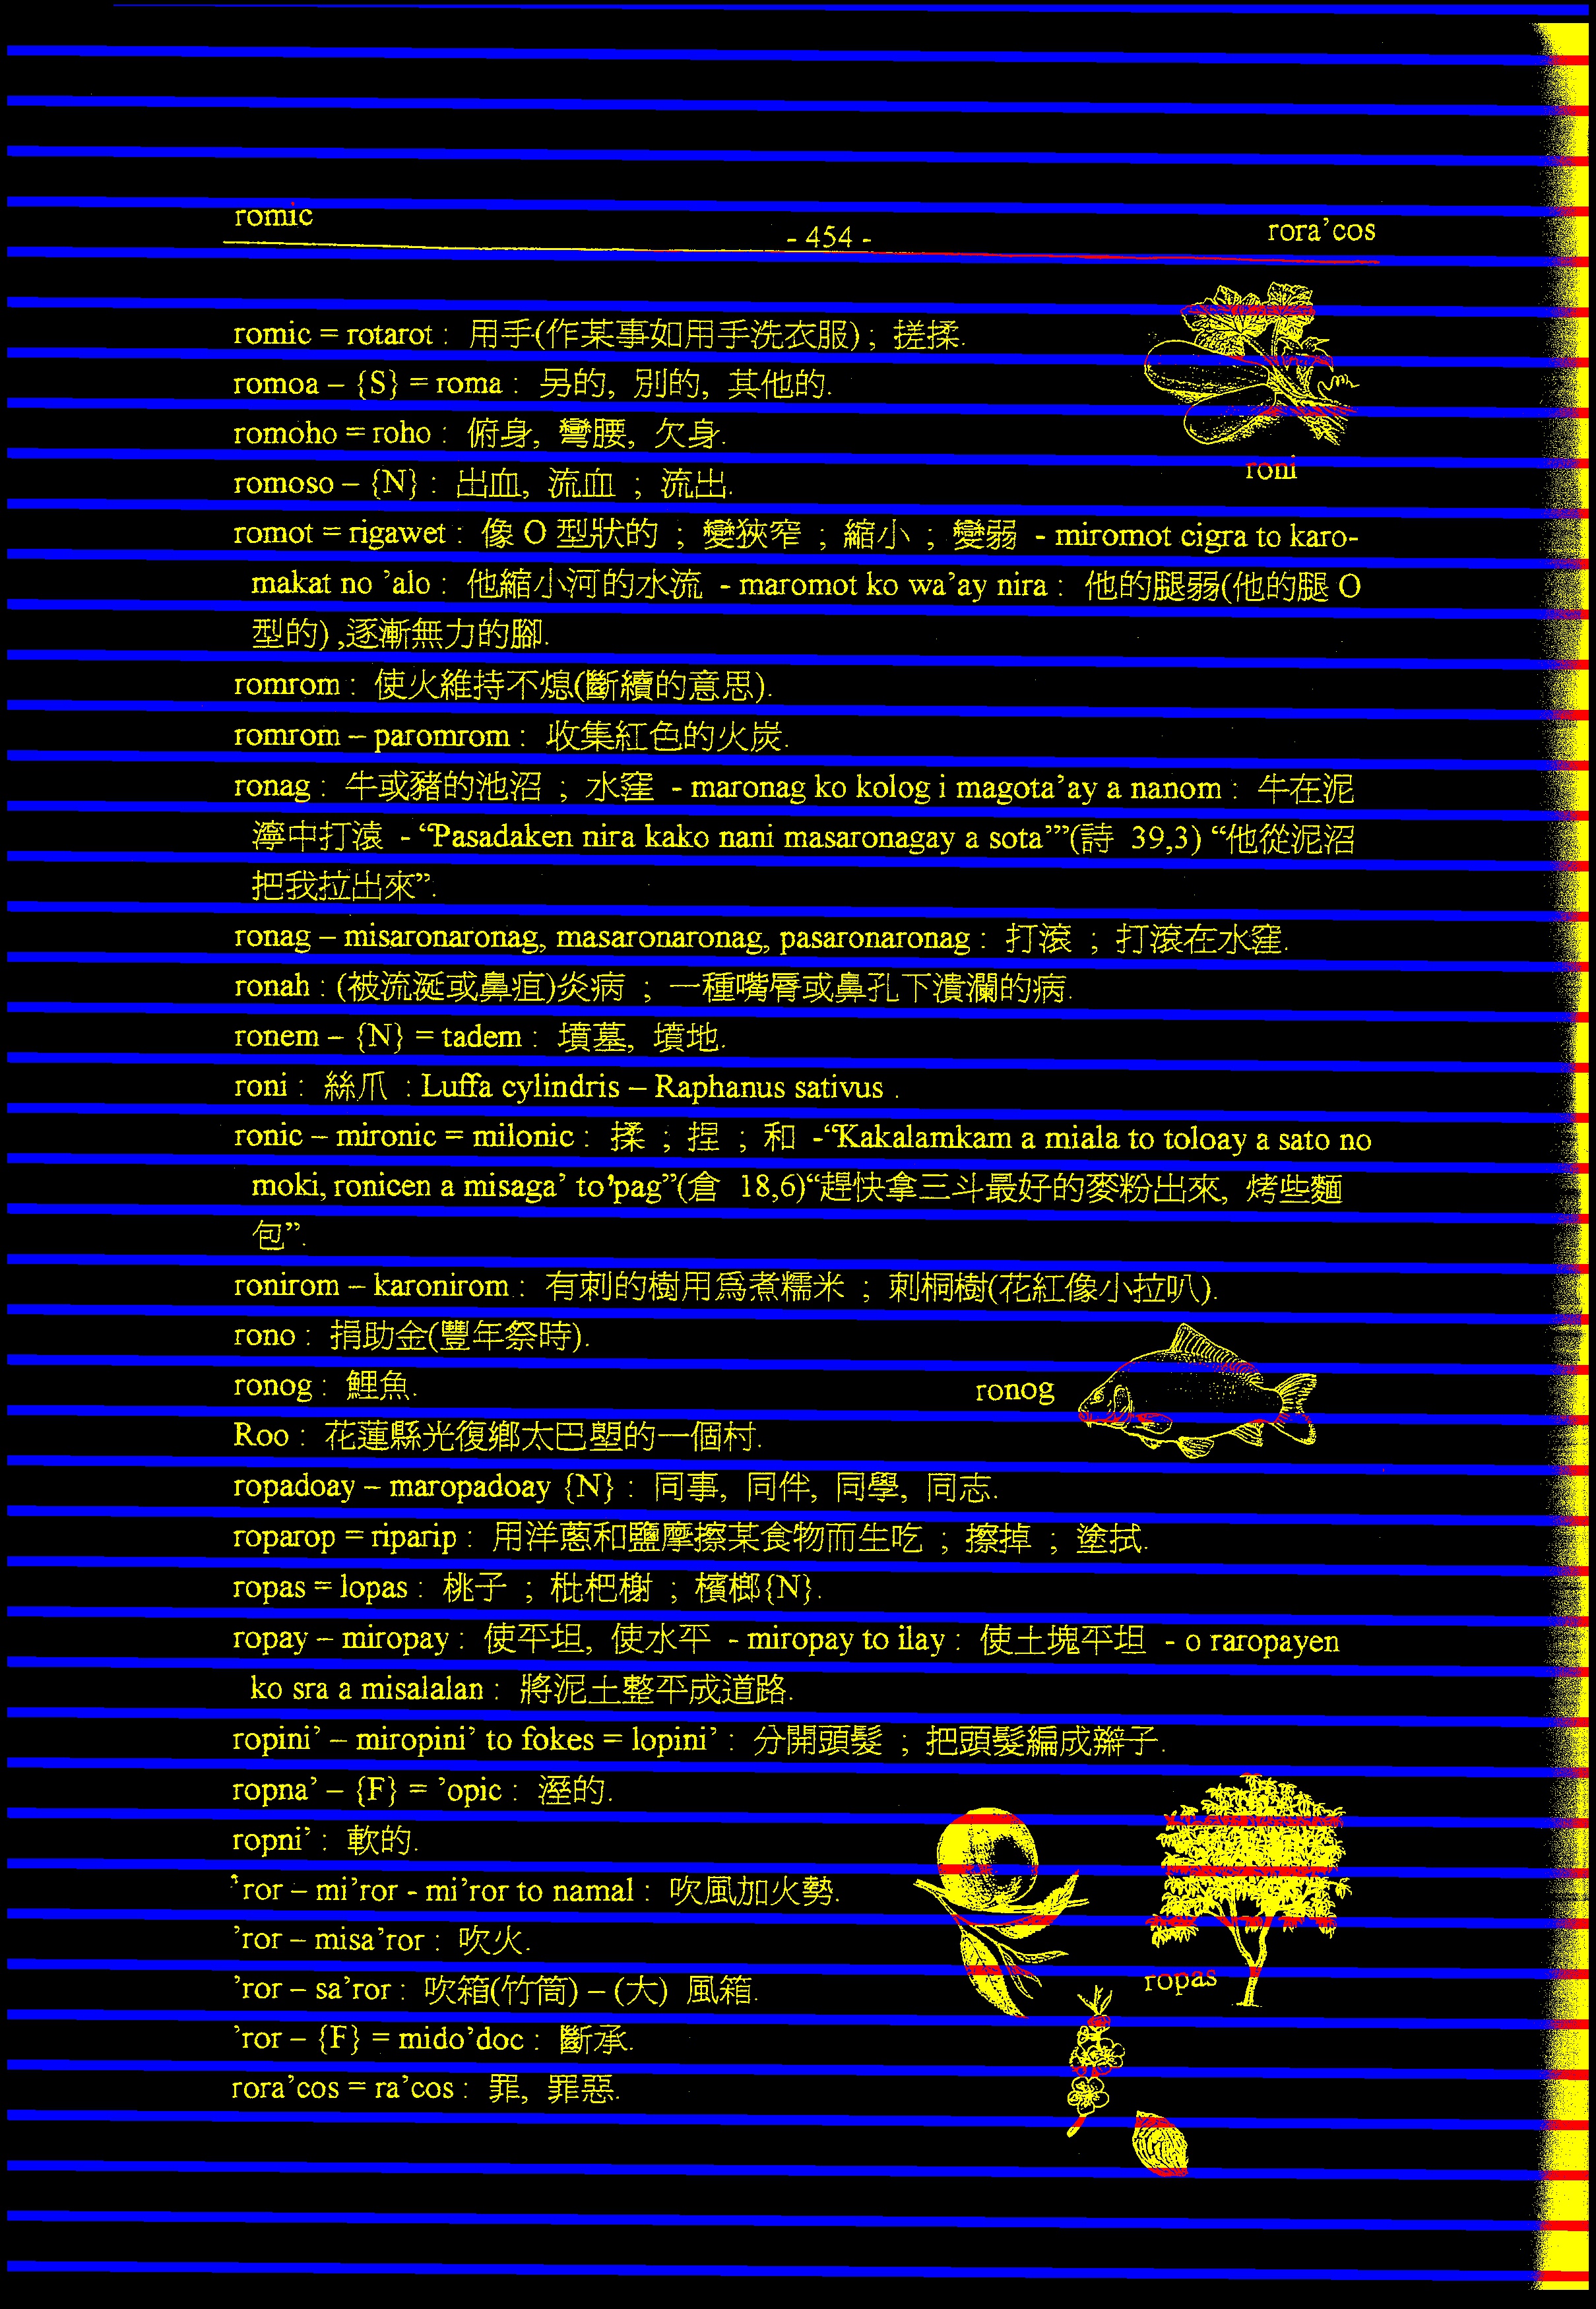 romic
- 454 -
rora’cos
romic = rotarot : 用手(作某事如用手洗衣服) ; 搓揉.
romoa – {S} = roma : 另的, 別的, 其他的.
romoho = roho : 俯身, 彎腰, 欠身.
roni
romoso – {N} : 出血, 流血 ; 流出.
romot = rigawet : 像 O 型狀的 ; 變狹窄 ; 縮小 ; 變弱 - miromot cigra to karo-
makat no ’alo : 他縮小河的水流 - maromot ko wa’ay nira : 他的腿弱(他的腿 O
型的) ,逐漸無力的腳.
romrom : 使火維持不熄(斷續的意思).
romrom – paromrom : 收集紅色的火炭.
ronag : 牛或豬的池沼 ; 水窪 - maronag ko kolog i magota’ay a nanom : 牛在泥
濘中打滾 - “Pasadaken nira kako nani masaronagay a sota’”(詩 39,3) “他從泥沼
把我拉出來”.
ronag – misaronaronag, masaronaronag, pasaronaronag : 打滾 ; 打滾在水窪.
ronah : (被流涎或鼻疽)炎病 ; 一種嘴唇或鼻孔下潰瀾的病.
ronem – {N} = tadem : 墳墓, 墳地.
roni : 絲爪 : Luffa cylindris – Raphanus sativus .
ronic – mironic = milonic : 揉 ; 捏 ; 和 -“Kakalamkam a miala to toloay a sato no
moki, ronicen a misaga’ to’pag”(倉 18,6)“趕快拿三斗最好的麥粉出來, 烤些麵
包”.
ronirom – karonirom : 有刺的樹用爲煮糯米 ; 刺桐樹(花紅像小拉叭).
rono : 捐助金(豐年祭時).
ronog : 鯉魚.
ronog
Roo : 花蓮縣光復鄉太巴塱的一個村.
ropadoay – maropadoay {N} : 同事, 同伴, 同學, 同志.
roparop = riparip : 用洋蔥和鹽摩擦某食物而生吃 ; 擦掉 ; 塗拭.
ropas = lopas : 桃子 ; 枇杷榭 ; 檳榔{N}.
ropay – miropay : 使平坦, 使水平 - miropay to ilay : 使土塊平坦 - o raropayen
ko sra a misalalan : 將泥土整平成道路.
ropini’ – miropini’ to fokes = lopini’ : 分開頭髮 ; 把頭髮編成辮子.
ropna’ – {F} = ’opic : 溼的.
ropni’ : 軟的.
’ror – mi’ror - mi’ror to namal : 吹風加火勢.
’ror – misa’ror : 吹火.
’ror – sa’ror : 吹箱(竹筒) – (大) 風箱.
ropas
’ror – {F} = mido’doc : 斷承.
rora’cos = ra’cos : 罪, 罪惡.